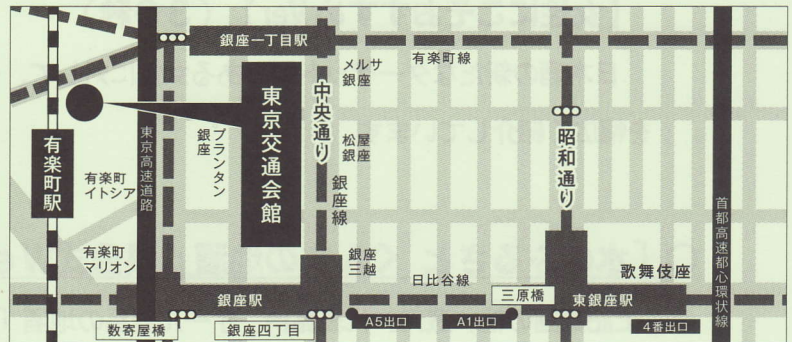 銀座一丁目駅
有楽町線
メルサ
銀座
中央通り
東京交通会館
昭和通り
有楽町駅
東京高速道路
プランタン
銀座
松屋
銀座
銀座線
有楽町
イトシア
有楽町
マリオン
銀座
三越
日比谷線
歌舞伎座
首都高速都心環状線
銀座駅
三原橋
東銀座駅
数寄屋橋
銀座四丁目
A5出口
A1出口
4番出口